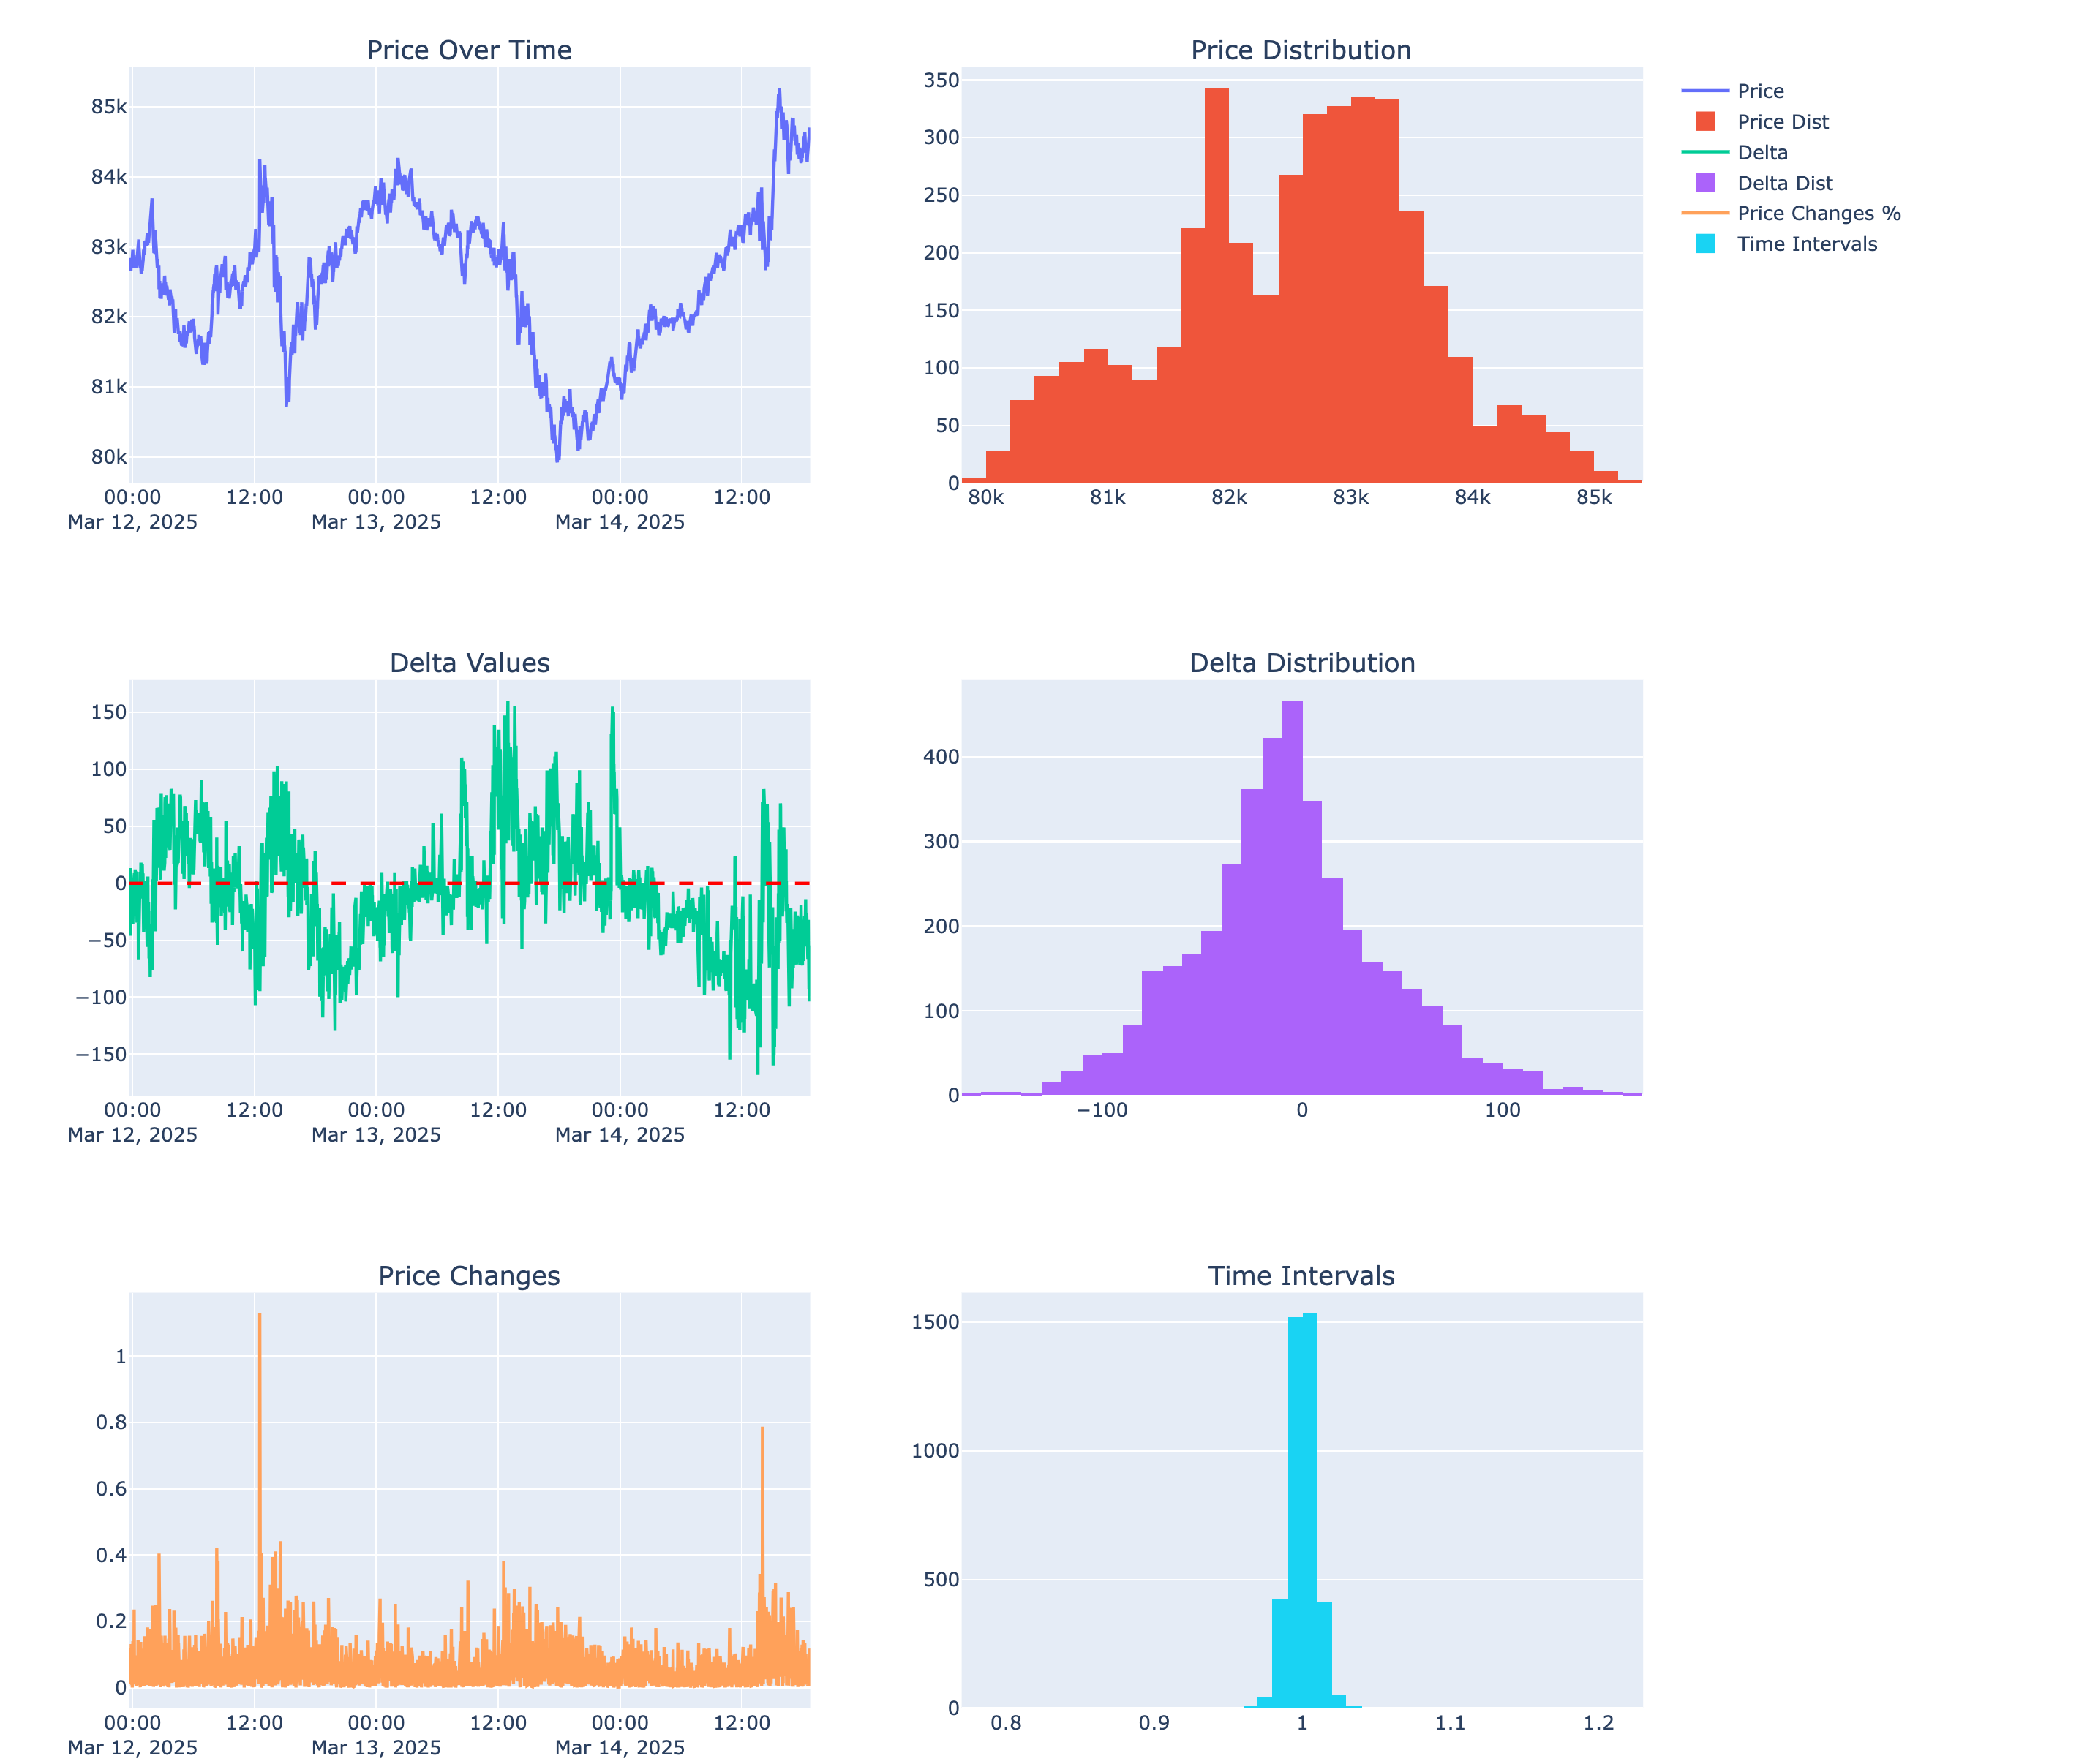 Price Over Time
85k
84k
83k
82k
81k
80k
00:00 12:00 00:00 12:00 00:00 12:00
Mar 12, 2025 Mar 13, 2025 Mar 14, 2025
Price Distribution
350
300
250
200
150
100
50
0
80k 81k 82k 83k 84k 85k
Price
Price Dist
Delta
Delta Dist
Price Changes %
Time Intervals
Delta Values
150
100
50
0
−50
−100
−150
00:00 12:00 00:00 12:00 00:00 12:00
Mar 12, 2025 Mar 13, 2025 Mar 14, 2025
Delta Distribution
400
300
200
100
0
−100 0 100
Price Changes
1
0.8
0.6
0.4
0.2
0
00:00 12:00 00:00 12:00 00:00 12:00
Mar 12, 2025 Mar 13, 2025 Mar 14, 2025
Time Intervals
1500
1000
500
0
0.8 0.9 1 1.1 1.2